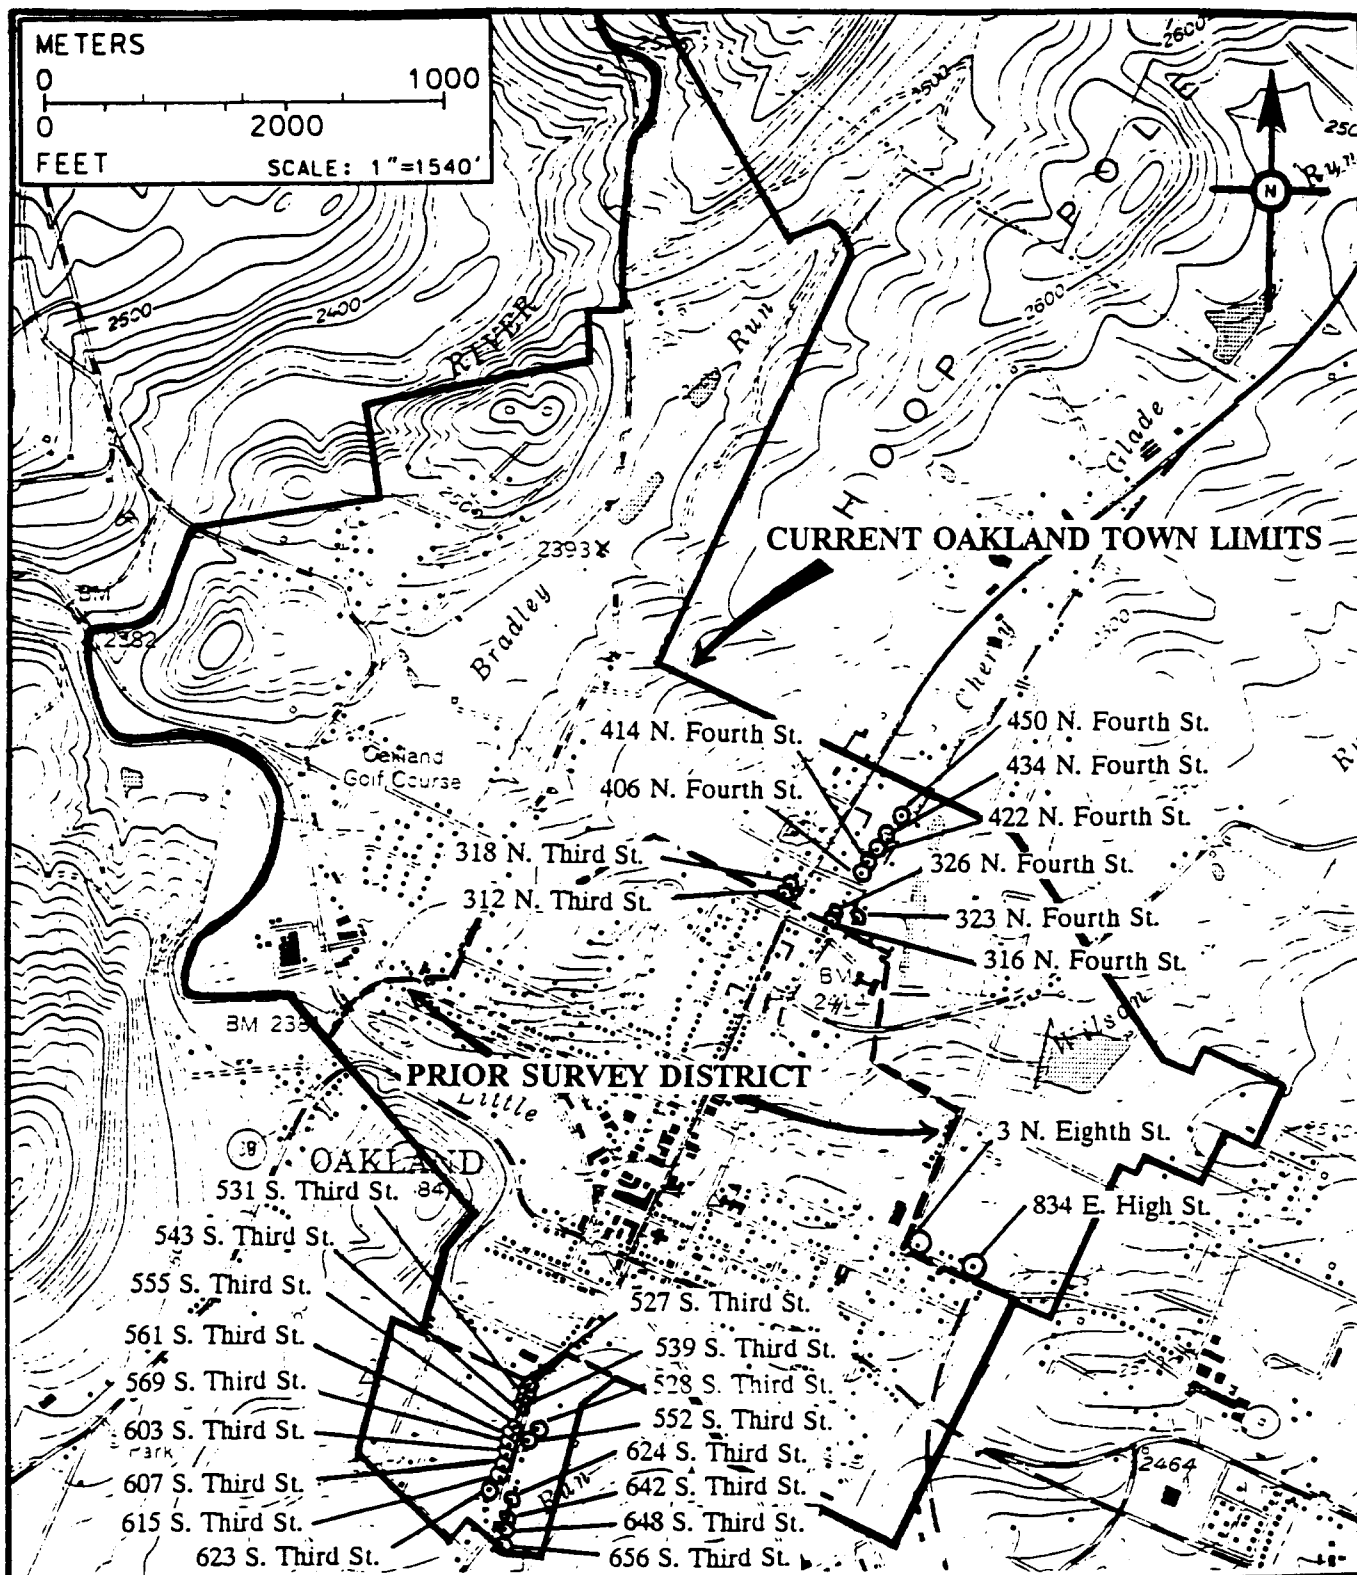 METERS
0 1000
0 2000
FEET SCALE: 1"=1540'
2600
2500
N
Run
2500
2400
2600
RIVER
Run
HOOP POLE
Glade
2500
2393 X
CURRENT OAKLAND TOWN LIMITS
BM
2382
Bradley
Cherry
414 N. Fourth St.
450 N. Fourth St.
Oakland
Golf Course
434 N. Fourth St.
406 N. Fourth St.
422 N. Fourth St.
318 N. Third St.
326 N. Fourth St.
312 N. Third St.
323 N. Fourth St.
316 N. Fourth St.
BM
BM 238
Wilson
PRIOR SURVEY DISTRICT
Little
3 N. Eighth St.
OAKLAND
531 S. Third St.
84
834 E. High St.
543 S. Third St.
555 S. Third St.
527 S. Third St.
561 S. Third St.
539 S. Third St.
569 S. Third St.
528 S. Third St.
603 S. Third St.
552 S. Third St.
Park
624 S. Third St.
2464
607 S. Third St.
Run
642 S. Third St.
615 S. Third St.
648 S. Third St.
623 S. Third St.
656 S. Third St.